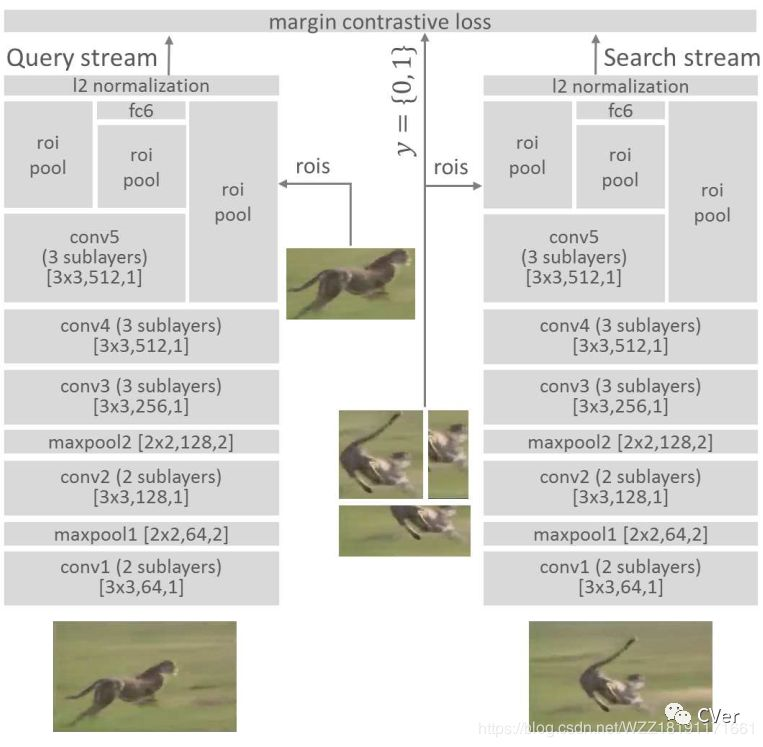 margin contrastive loss
Query stream
Search stream
y = {0, 1}
l2 normalization
fc6
roi
pool
roi
pool
roi
pool
conv5
(3 sublayers)
[3x3,512,1]
conv4 (3 sublayers)
[3x3,512,1]
conv3 (3 sublayers)
[3x3,256,1]
maxpool2 [2x2,128,2]
conv2 (2 sublayers)
[3x3,128,1]
maxpool1 [2x2,64,2]
conv1 (2 sublayers)
[3x3,64,1]
rois
rois
l2 normalization
fc6
roi
pool
roi
pool
roi
pool
conv5
(3 sublayers)
[3x3,512,1]
conv4 (3 sublayers)
[3x3,512,1]
conv3 (3 sublayers)
[3x3,256,1]
maxpool2 [2x2,128,2]
conv2 (2 sublayers)
[3x3,128,1]
maxpool1 [2x2,64,2]
conv1 (2 sublayers)
[3x3,64,1]
CVer
https://blog.csdn.net/WZZ18191171661